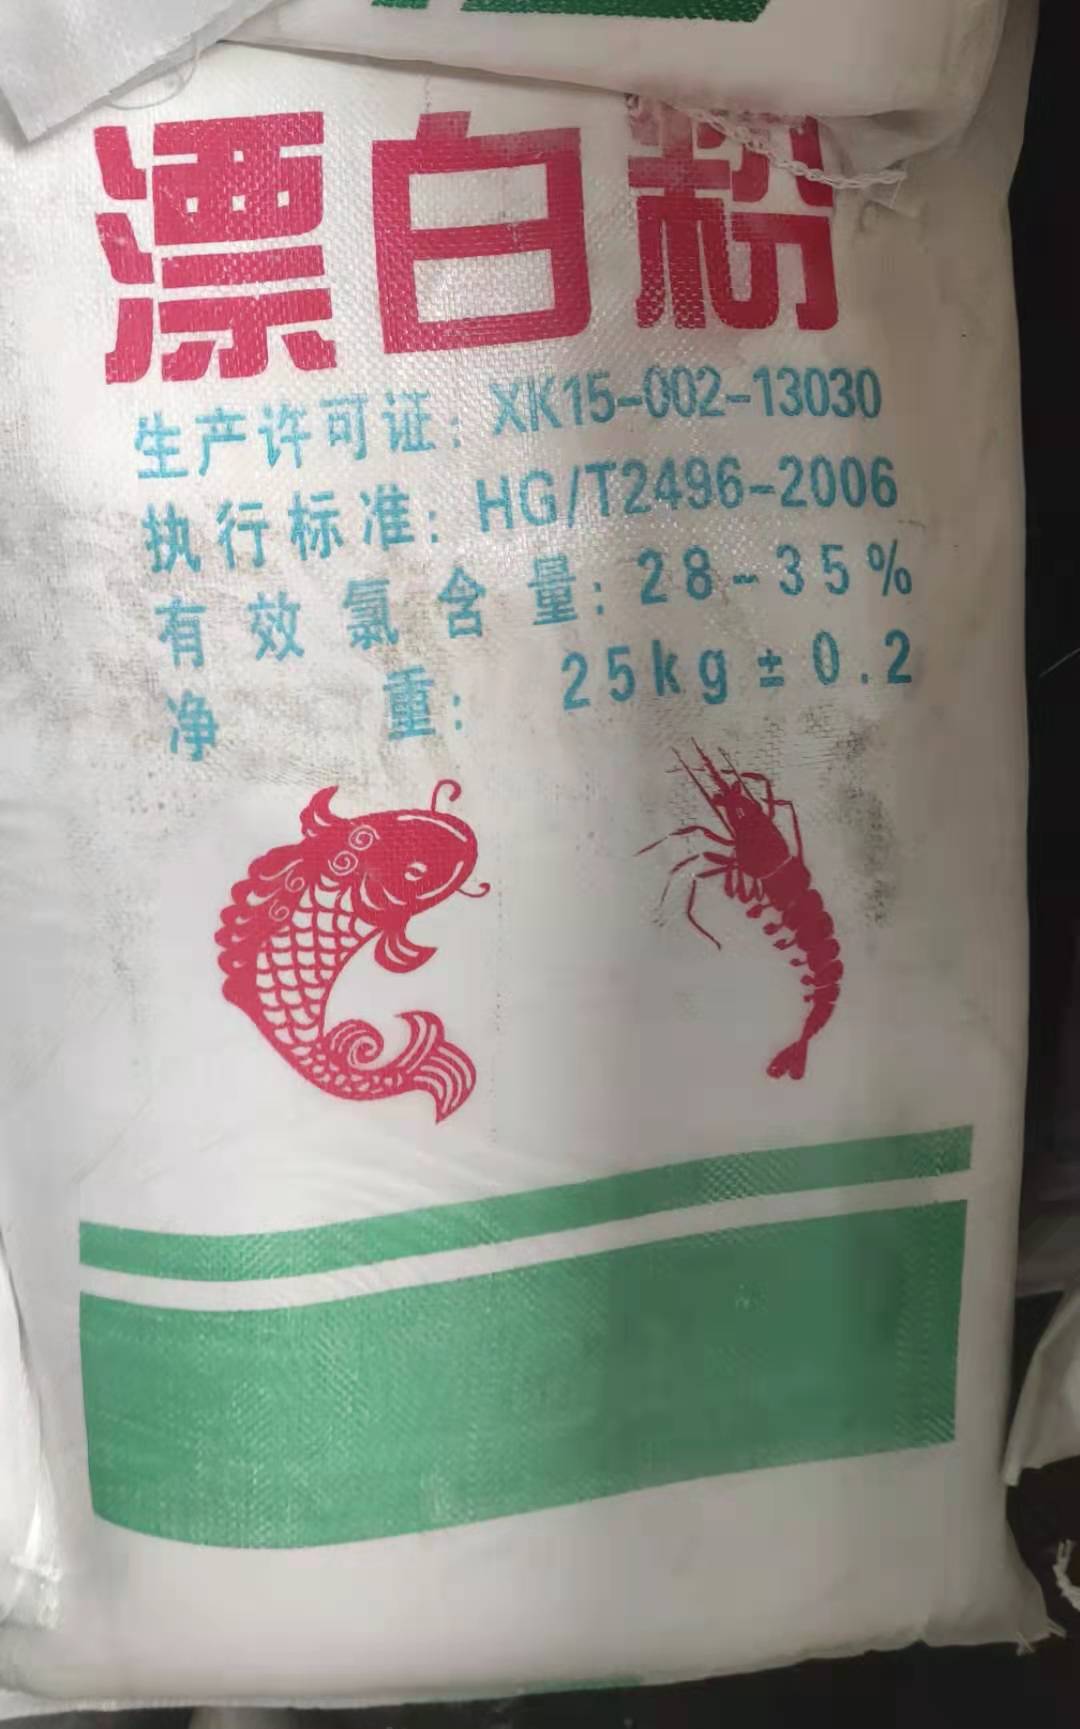 漂白粉
生产许可证：XK15-002-13030
执行标准：HG/T2496-2006
有效氯含量：28-35%
净重：25kg±0.2